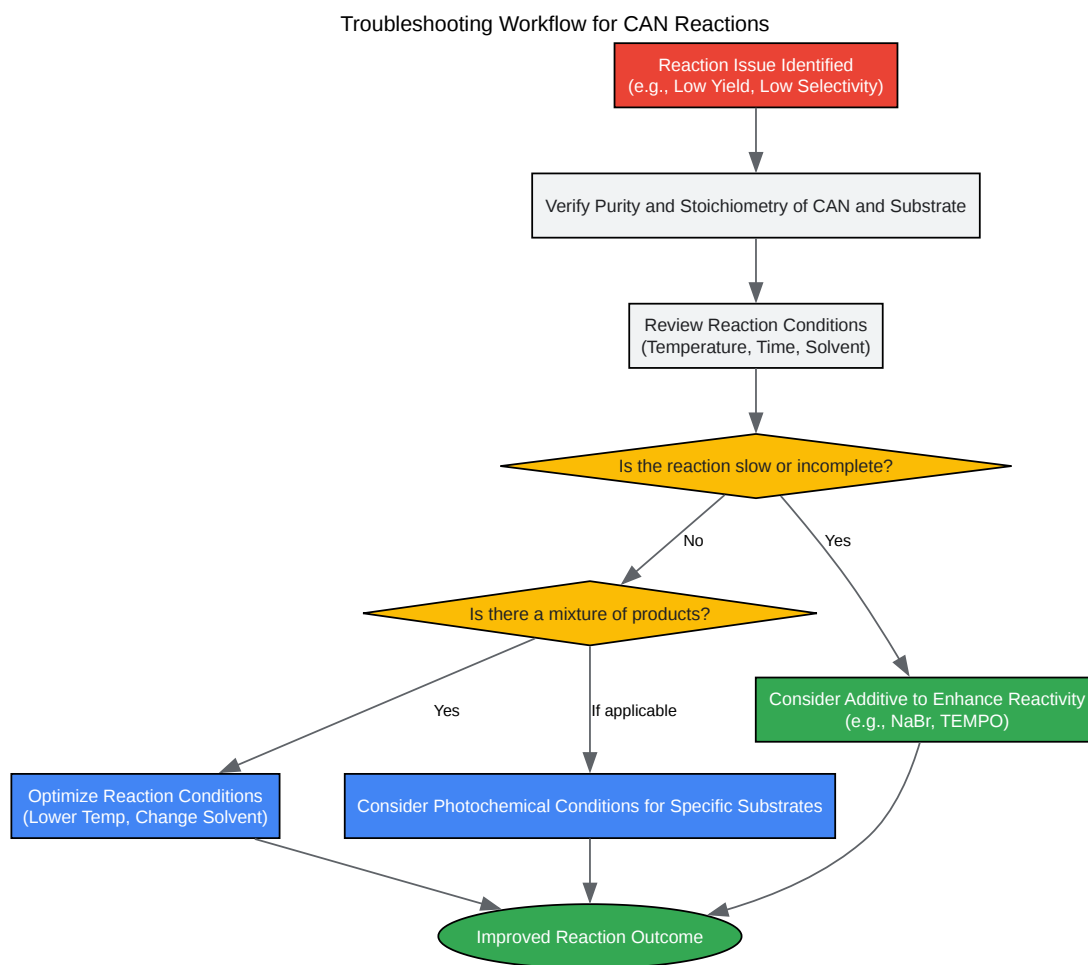 Troubleshooting Workflow for CAN Reactions
Reaction Issue Identified
(e.g., Low Yield, Low Selectivity)
Verify Purity and Stoichiometry of CAN and Substrate
Review Reaction Conditions
(Temperature, Time, Solvent)
Is the reaction slow or incomplete?
No
Yes
Is there a mixture of products?
Consider Additive to Enhance Reactivity
(e.g., NaBr, TEMPO)
Yes
If applicable
Optimize Reaction Conditions
(Lower Temp, Change Solvent)
Consider Photochemical Conditions for Specific Substrates
Improved Reaction Outcome